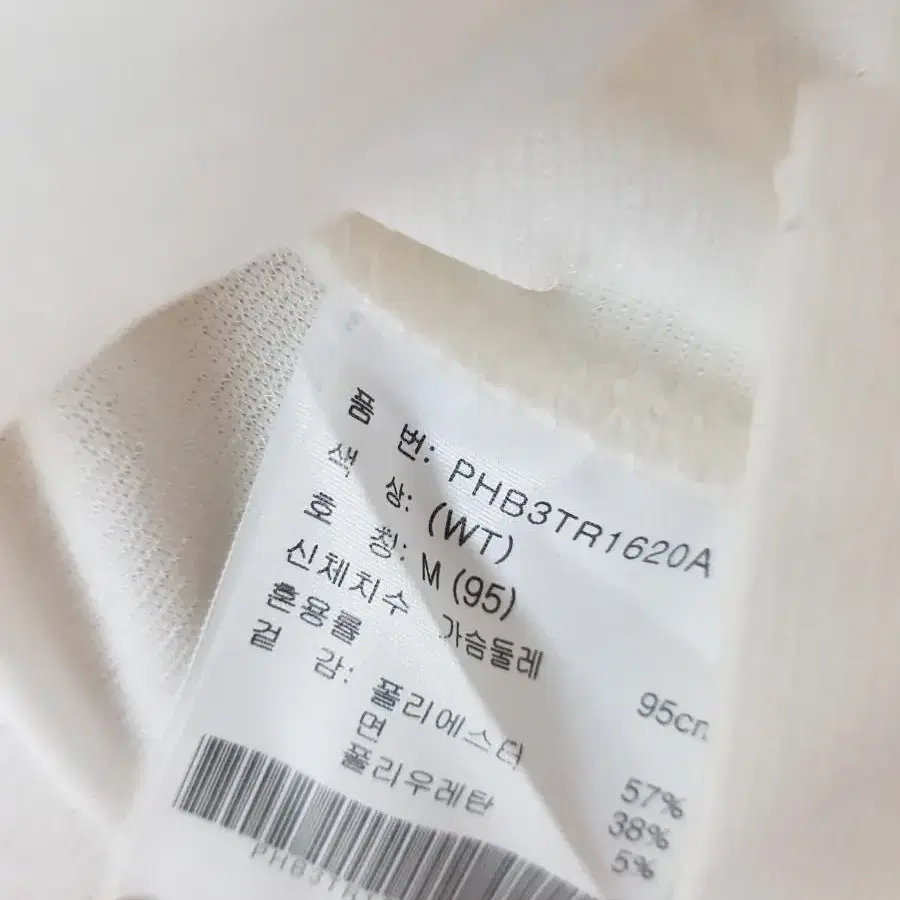 품 번: PHB3TR1620A
색 상: (WT)
호 칭: M (95)
신체치수 가슴둘레 95cm
혼용률
겉 감: 폴리에스터 57%
면 38%
폴리우레탄 5%